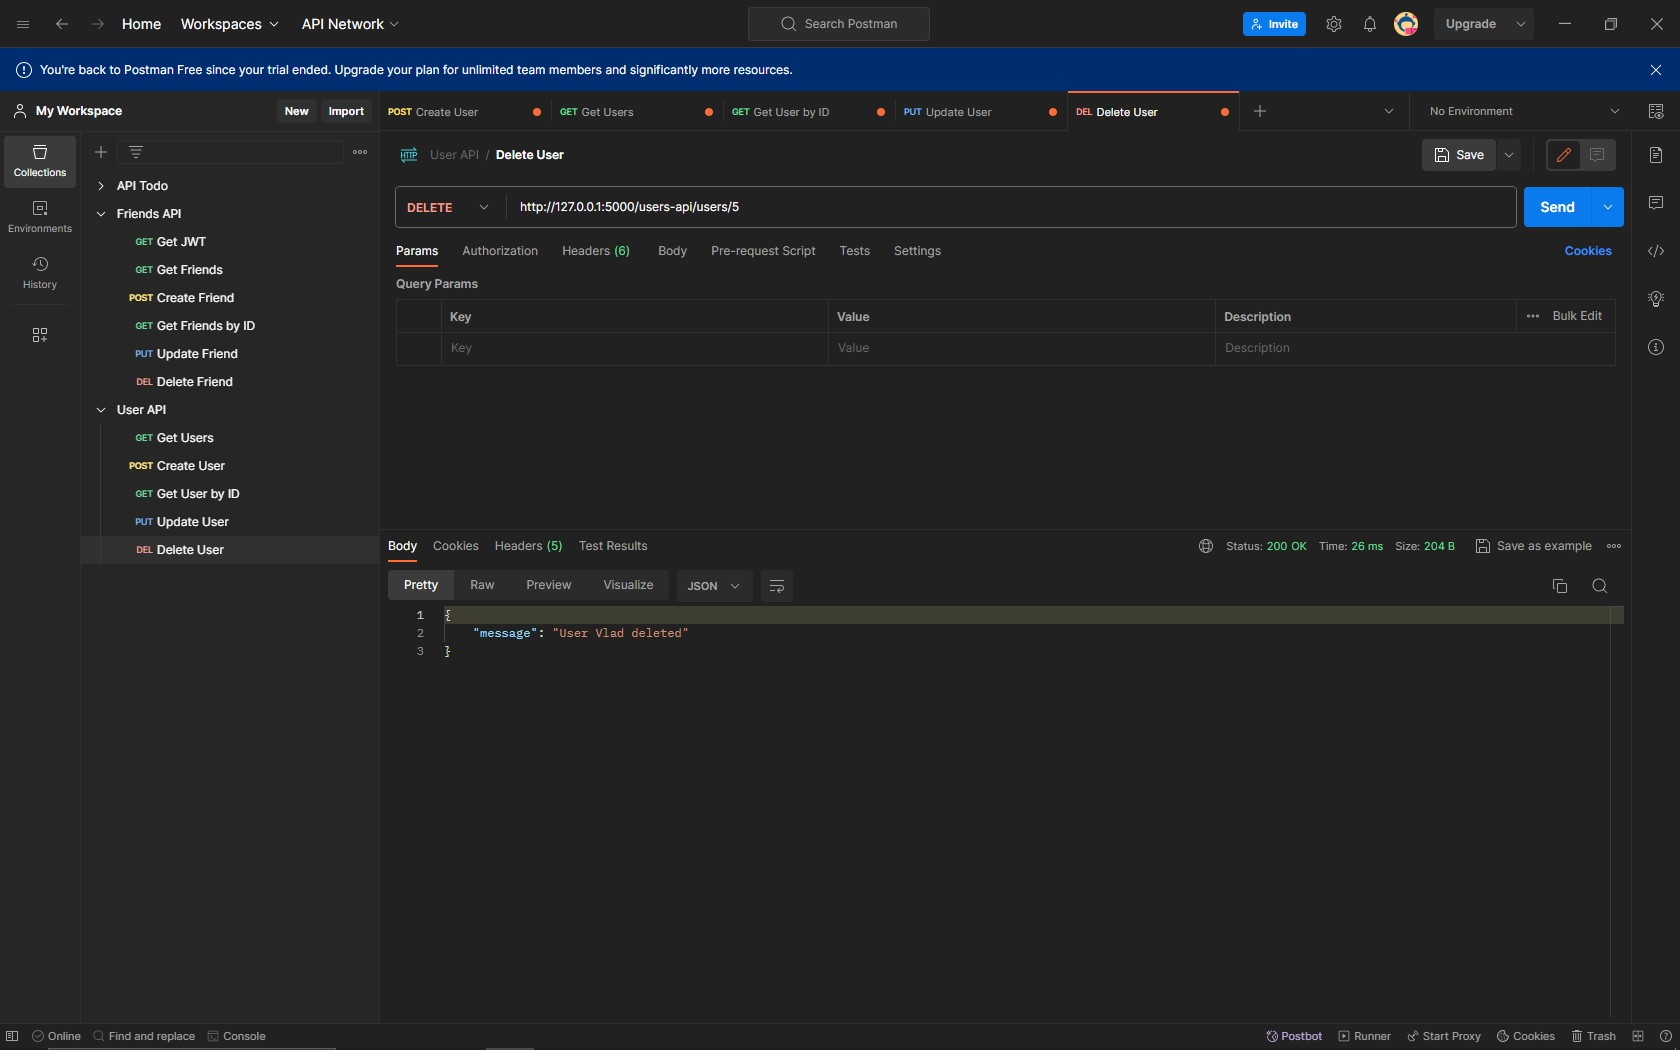 Home Workspaces API Network Search Postman Invite Upgrade
You're back to Postman Free since your trial ended. Upgrade your plan for unlimited team members and significantly more resources.
My Workspace New Import
POST Create User GET Get Users GET Get User by ID PUT Update User DEL Delete User No Environment
Collections
Environments
History
API Todo
Friends API
GET Get JWT
GET Get Friends
POST Create Friend
GET Get Friends by ID
PUT Update Friend
DEL Delete Friend
User API
GET Get Users
POST Create User
GET Get User by ID
PUT Update User
DEL Delete User
HTTP User API / Delete User Save
DELETE http://127.0.0.1:5000/users-api/users/5 Send
Params Authorization Headers (6) Body Pre-request Script Tests Settings Cookies
Query Params
Key Value Description Bulk Edit
Key Value Description
Body Cookies Headers (5) Test Results Status: 200 OK Time: 26 ms Size: 204 B Save as example
Pretty Raw Preview Visualize JSON
1 {
2 "message": "User Vlad deleted"
3 }
Online Find and replace Console Postbot Runner Start Proxy Cookies Trash